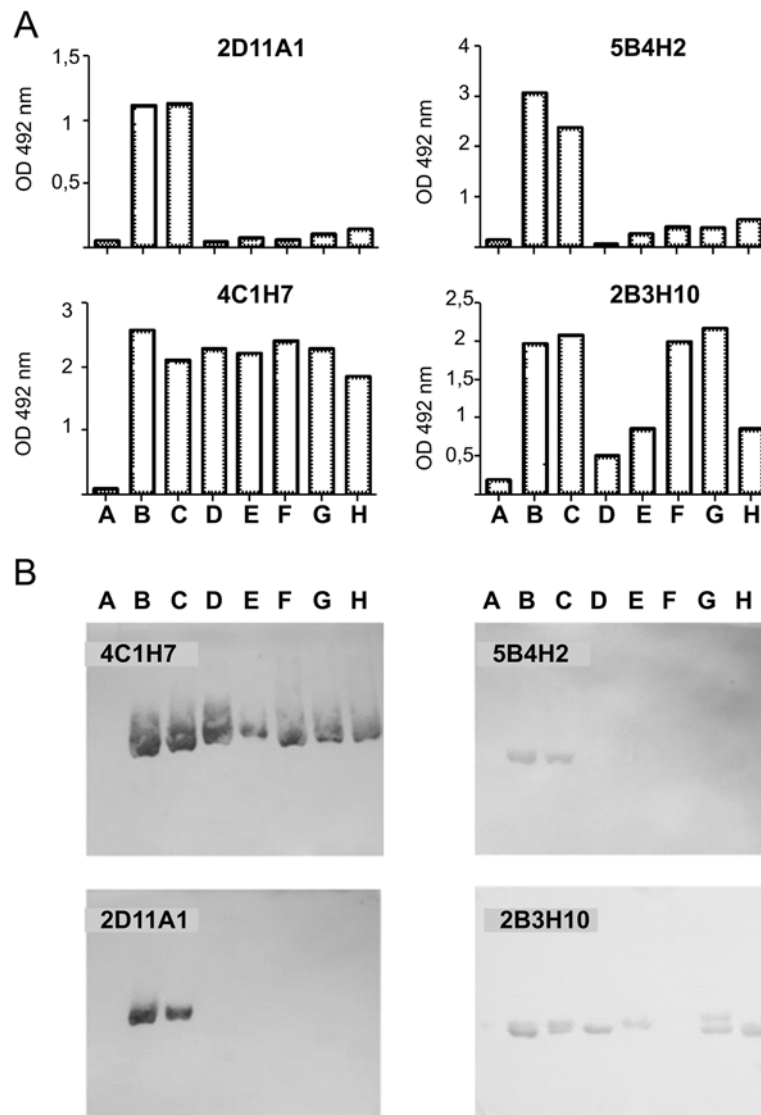 A
2D11A1
5B4H2
OD 492 nm
1,5
1
0,5
OD 492 nm
4
3
2
1
4C1H7
2B3H10
OD 492 nm
3
2
1
OD 492 nm
2,5
2
1,5
1
0,5
A B C D E F G H
A B C D E F G H
B
A B C D E F G H
A B C D E F G H
4C1H7
5B4H2
2D11A1
2B3H10